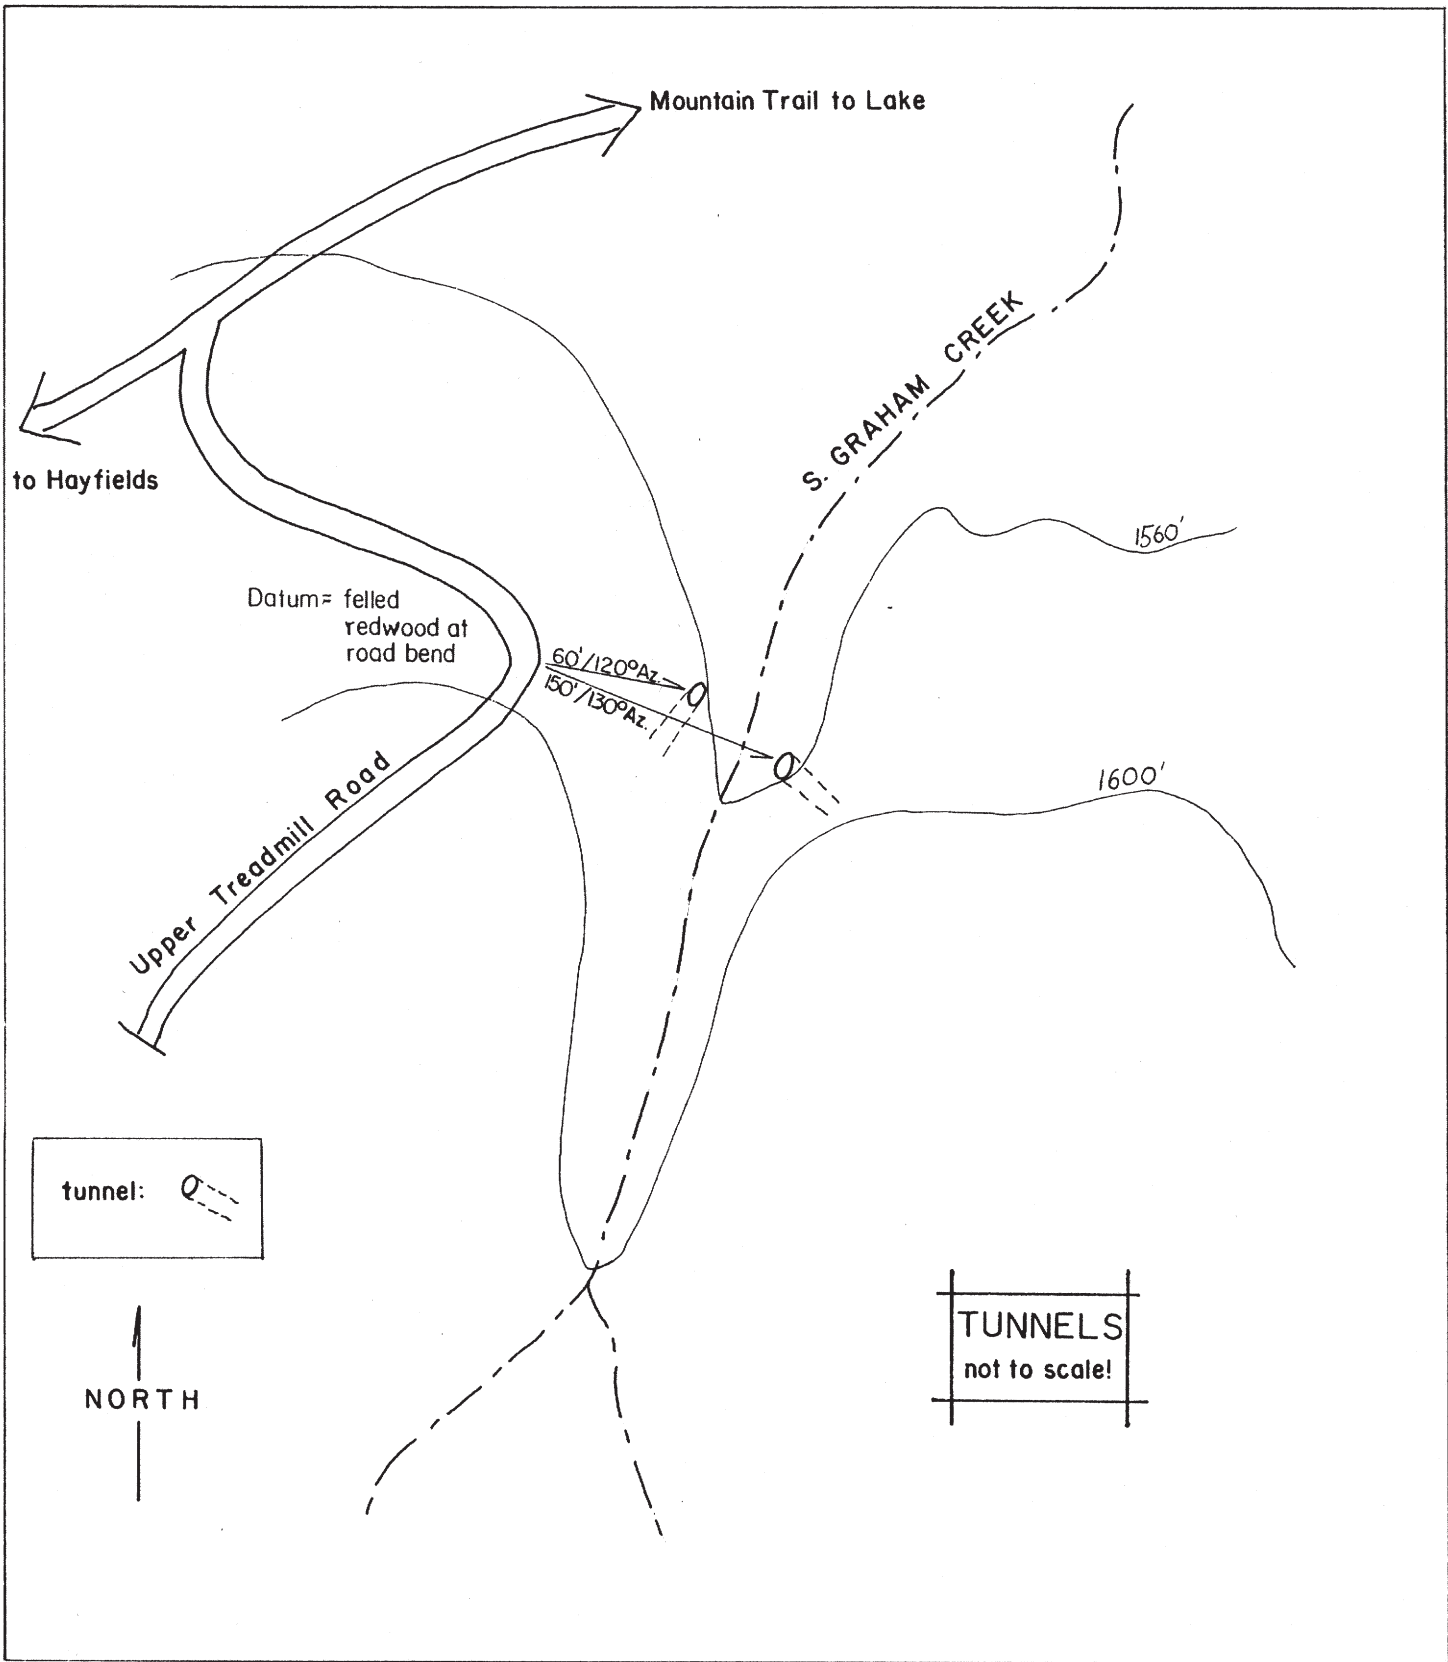 Mountain Trail to Lake
S. GRAHAM CREEK
to Hayfields
1560'
Datum= felled
redwood at
road bend
60'/120°Az.
150'/130°Az.
1600'
Upper Treadmill Road
tunnel:
NORTH
TUNNELS
not to scale!